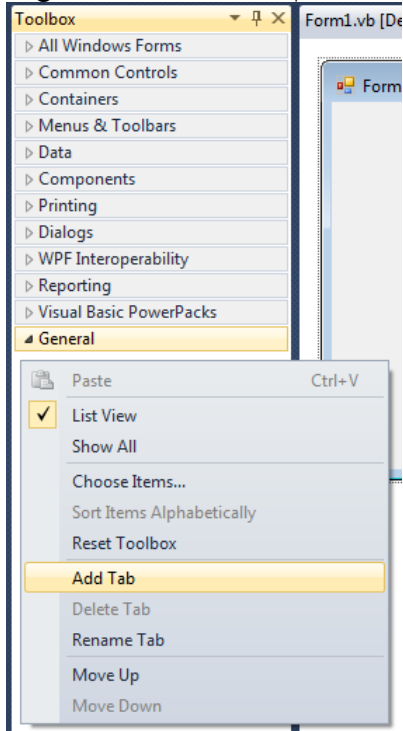 Toolbox
Form1.vb [De
All Windows Forms
Common Controls
Form
Containers
Menus & Toolbars
Data
Components
Printing
Dialogs
WPF Interoperability
Reporting
Visual Basic PowerPacks
General
Paste Ctrl+V
List View
Show All
Choose Items...
Sort Items Alphabetically
Reset Toolbox
Add Tab
Delete Tab
Rename Tab
Move Up
Move Down